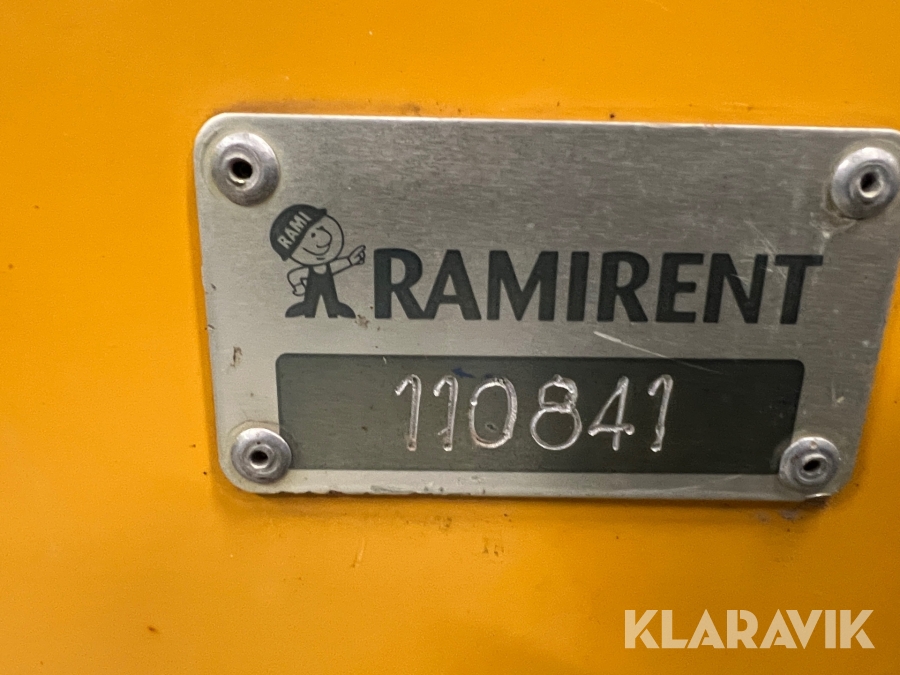 RAMI
RAMIRENT
110841
KLARAVIK